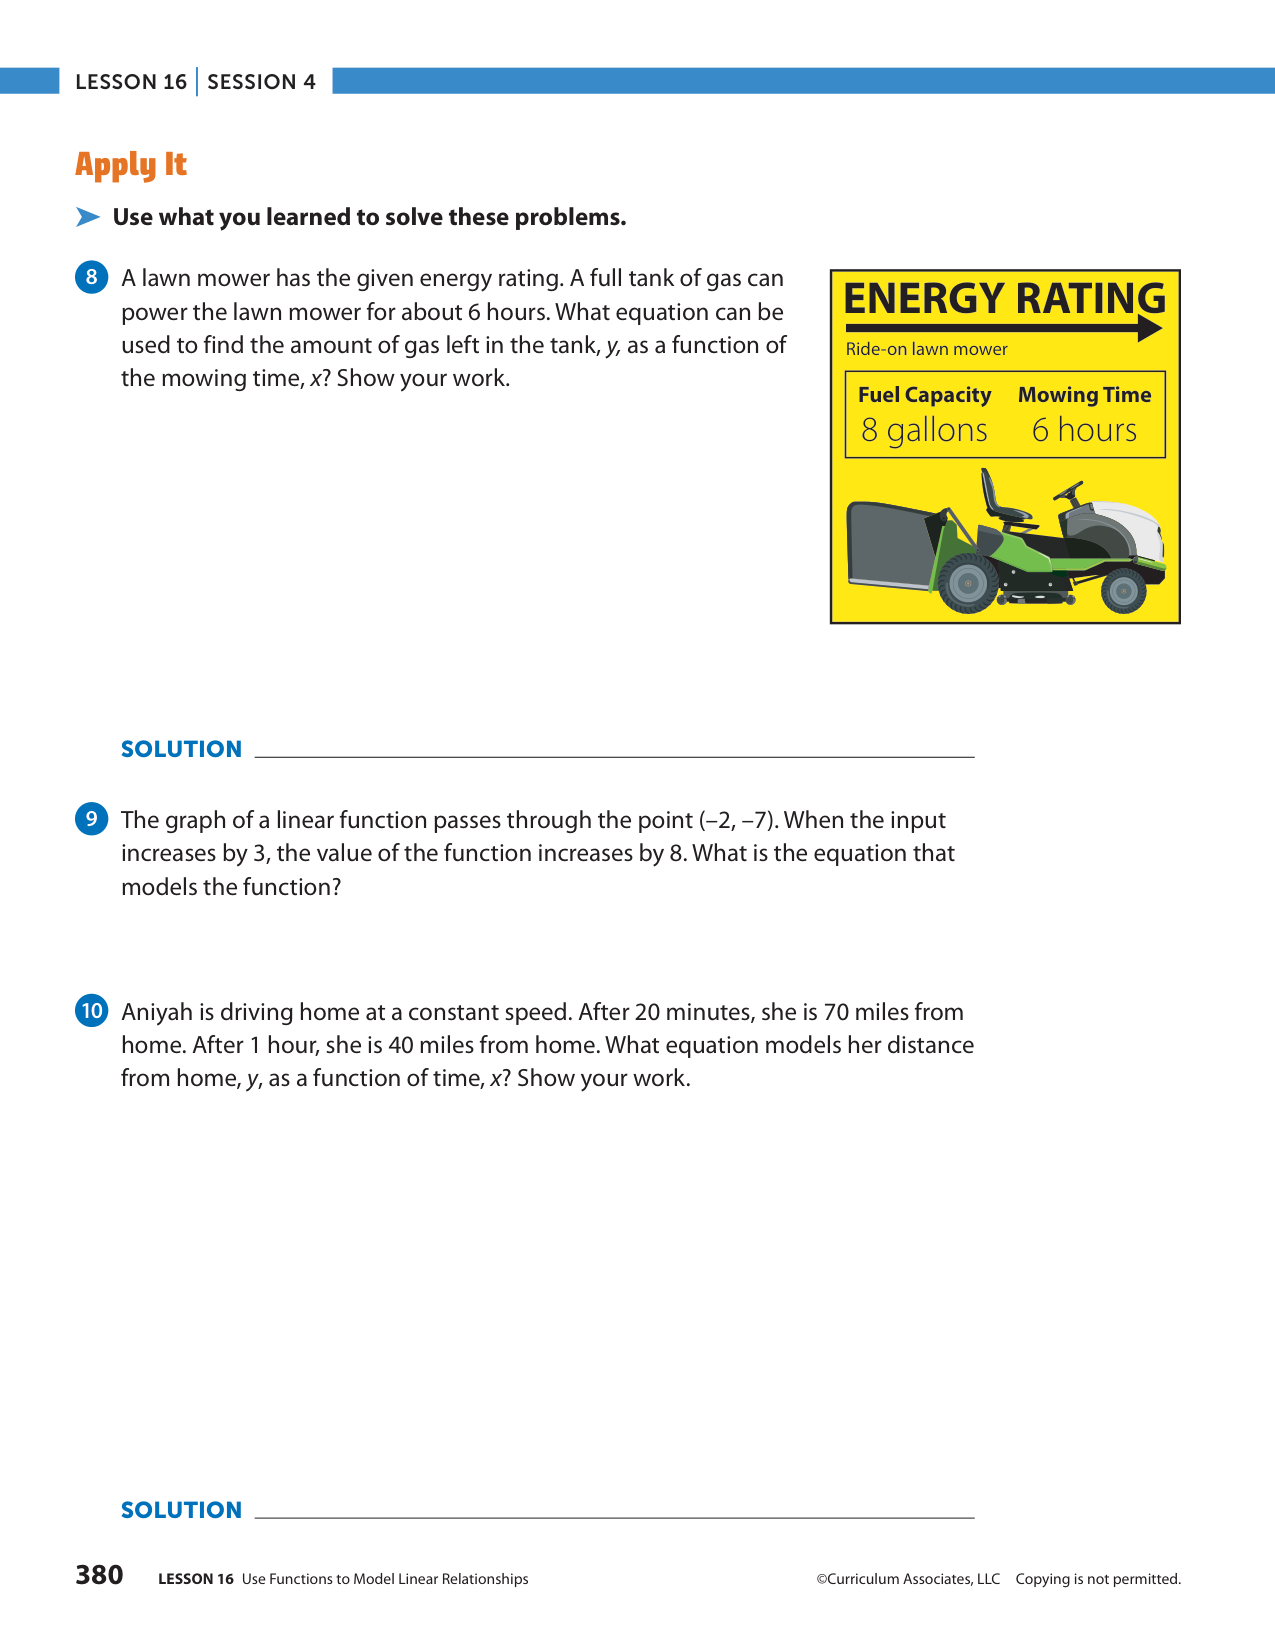 LESSON 16 | SESSION 4
Apply It
Use what you learned to solve these problems.
8 A lawn mower has the given energy rating. A full tank of gas can
power the lawn mower for about 6 hours. What equation can be
used to find the amount of gas left in the tank, y, as a function of
the mowing time, x? Show your work.
ENERGY RATING
Ride-on lawn mower
Fuel Capacity Mowing Time
8 gallons 6 hours
SOLUTION
9 The graph of a linear function passes through the point (–2, –7). When the input
increases by 3, the value of the function increases by 8. What is the equation that
models the function?
10 Aniyah is driving home at a constant speed. After 20 minutes, she is 70 miles from
home. After 1 hour, she is 40 miles from home. What equation models her distance
from home, y, as a function of time, x? Show your work.
SOLUTION
380 LESSON 16 Use Functions to Model Linear Relationships ©Curriculum Associates, LLC Copying is not permitted.